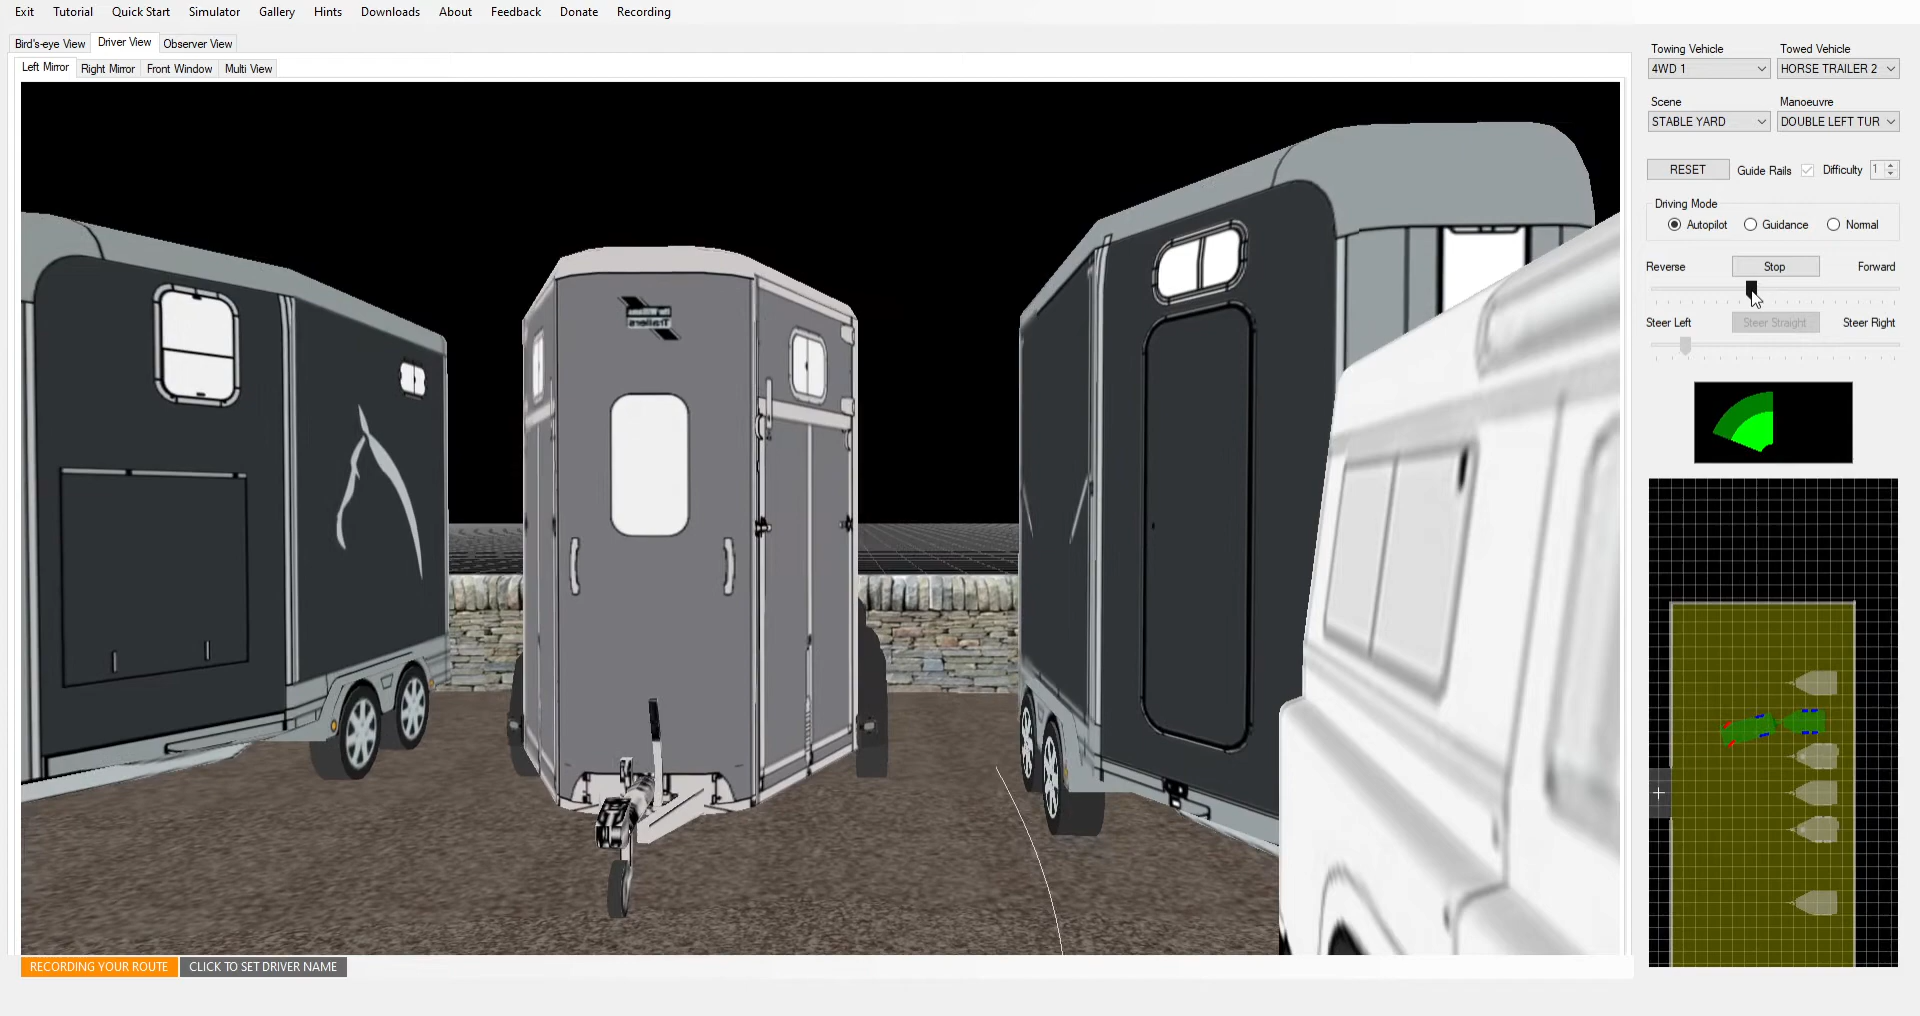 Exit Tutorial Quick Start Simulator Gallery Hints Downloads About Feedback Donate Recording
Bird's-eye View Driver View Observer View
Left Mirror Right Mirror Front Window Multi View
Towing Vehicle Towed Vehicle
4WD 1 HORSE TRAILER 2
Scene Manoeuvre
STABLE YARD DOUBLE LEFT TUR
RESET Guide Rails Difficulty 1
Driving Mode
Autopilot Guidance Normal
Reverse Stop Forward
Steer Left Steer Straight Steer Right
Trailers
RECORDING YOUR ROUTE CLICK TO SET DRIVER NAME